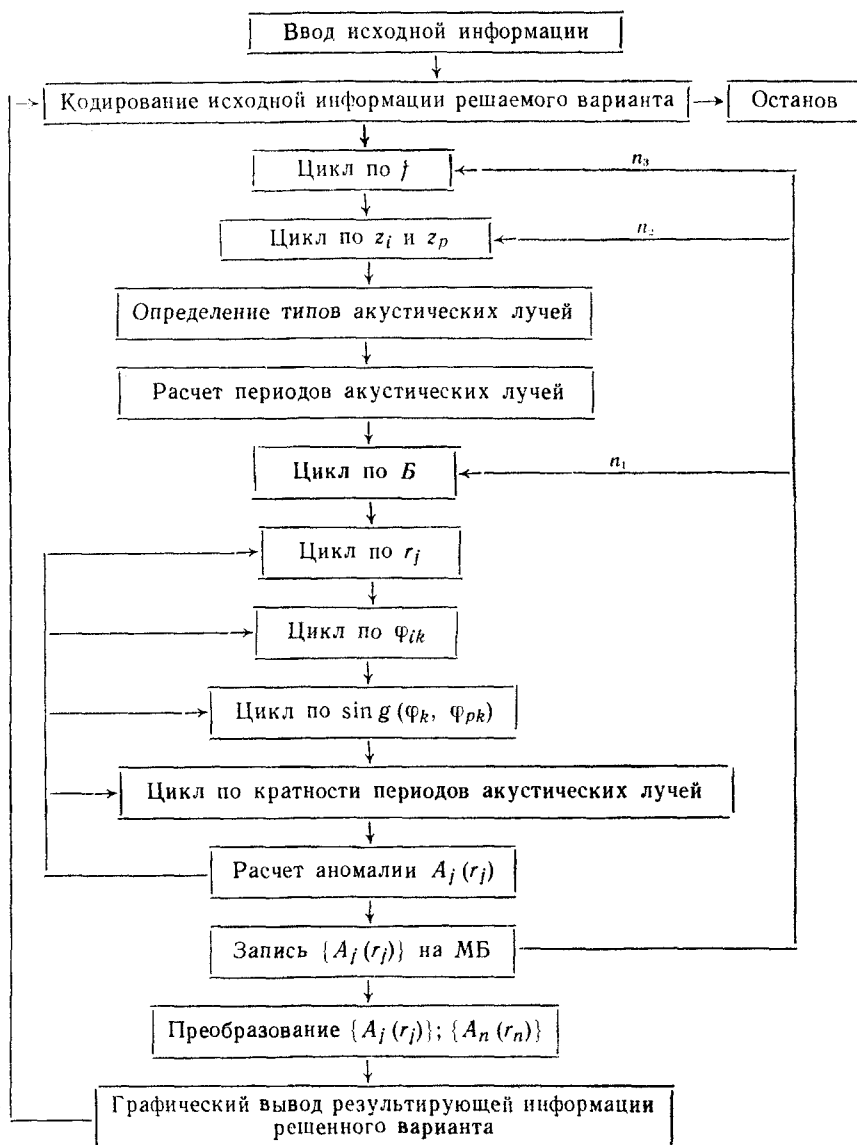 Ввод исходной информации
Кодирование исходной информации решаемого варианта
Останов
Цикл по f
n₃
Цикл по zᵢ и zₚ
n₂
Определение типов акустических лучей
Расчет периодов акустических лучей
Цикл по Б
n₁
Цикл по rⱼ
Цикл по φᵢₖ
Цикл по sin g (φₖ, φₚₖ)
Цикл по кратности периодов акустических лучей
Расчет аномалии Aⱼ (rⱼ)
Запись {Aⱼ (rⱼ)} на МБ
Преобразование {Aⱼ (rⱼ)}; {Aₙ (rₙ)}
Графический вывод результирующей информации
решенного варианта